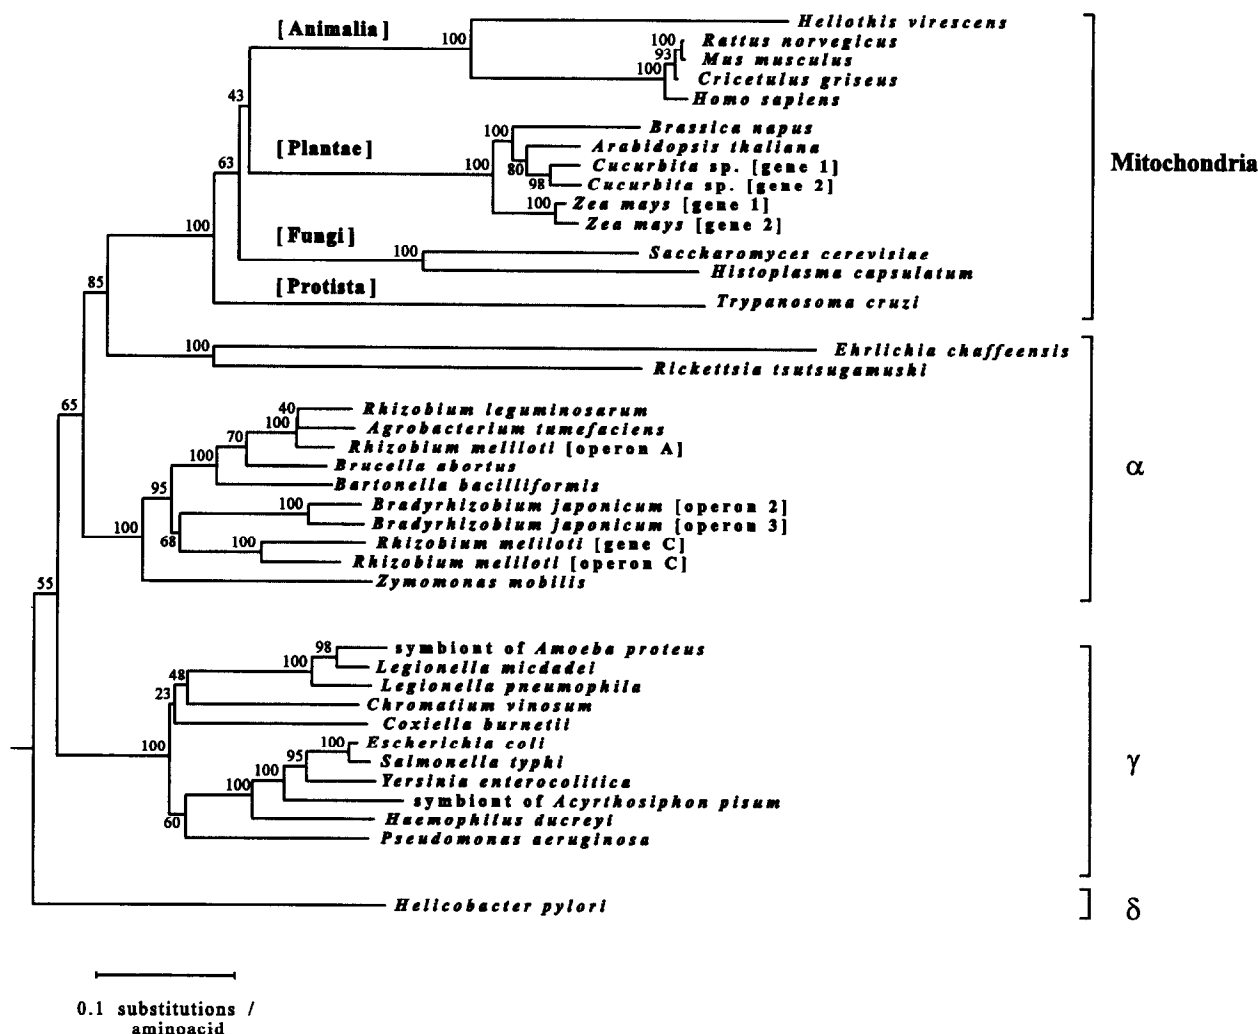 [Animalia]
100
Heliothis virescens
100
Rattus norvegicus
93
Mus musculus
100
Cricetulus griseus
Homo sapiens
43
[Plantae]
100
100
Brassica napus
Arabidopsis thaliana
80
Cucurbita sp. [gene 1]
98
Cucurbita sp. [gene 2]
100
Zea mays [gene 1]
Zea mays [gene 2]
Mitochondria
63
100
[Fungi]
100
Saccharomyces cerevisiae
Histoplasma capsulatum
[Protista]
Trypanosoma cruzi
85
100
Ehrlichia chaffeensis
Rickettsia tsutsugamushi
65
40
Rhizobium leguminosarum
100
Agrobacterium tumefaciens
70
Rhizobium meliloti [operon A]
100
Brucella abortus
Bartonella bacilliformis
95
100
Bradyrhizobium japonicum [operon 2]
Bradyrhizobium japonicum [operon 3]
100
68
100
Rhizobium meliloti [gene C]
Rhizobium meliloti [operon C]
Zymomonas mobilis
α
55
98
symbiont of Amoeba proteus
100
Legionella micdadei
Legionella pneumophila
48
Chromatium vinosum
23
Coxiella burnetii
100
100
Escherichia coli
95
Salmonella typhi
100
Yersinia enterocolitica
100
symbiont of Acyrthosiphon pisum
Haemophilus ducreyi
60
Pseudomonas aeruginosa
γ
Helicobacter pylori
δ
0.1 substitutions /
aminoacid